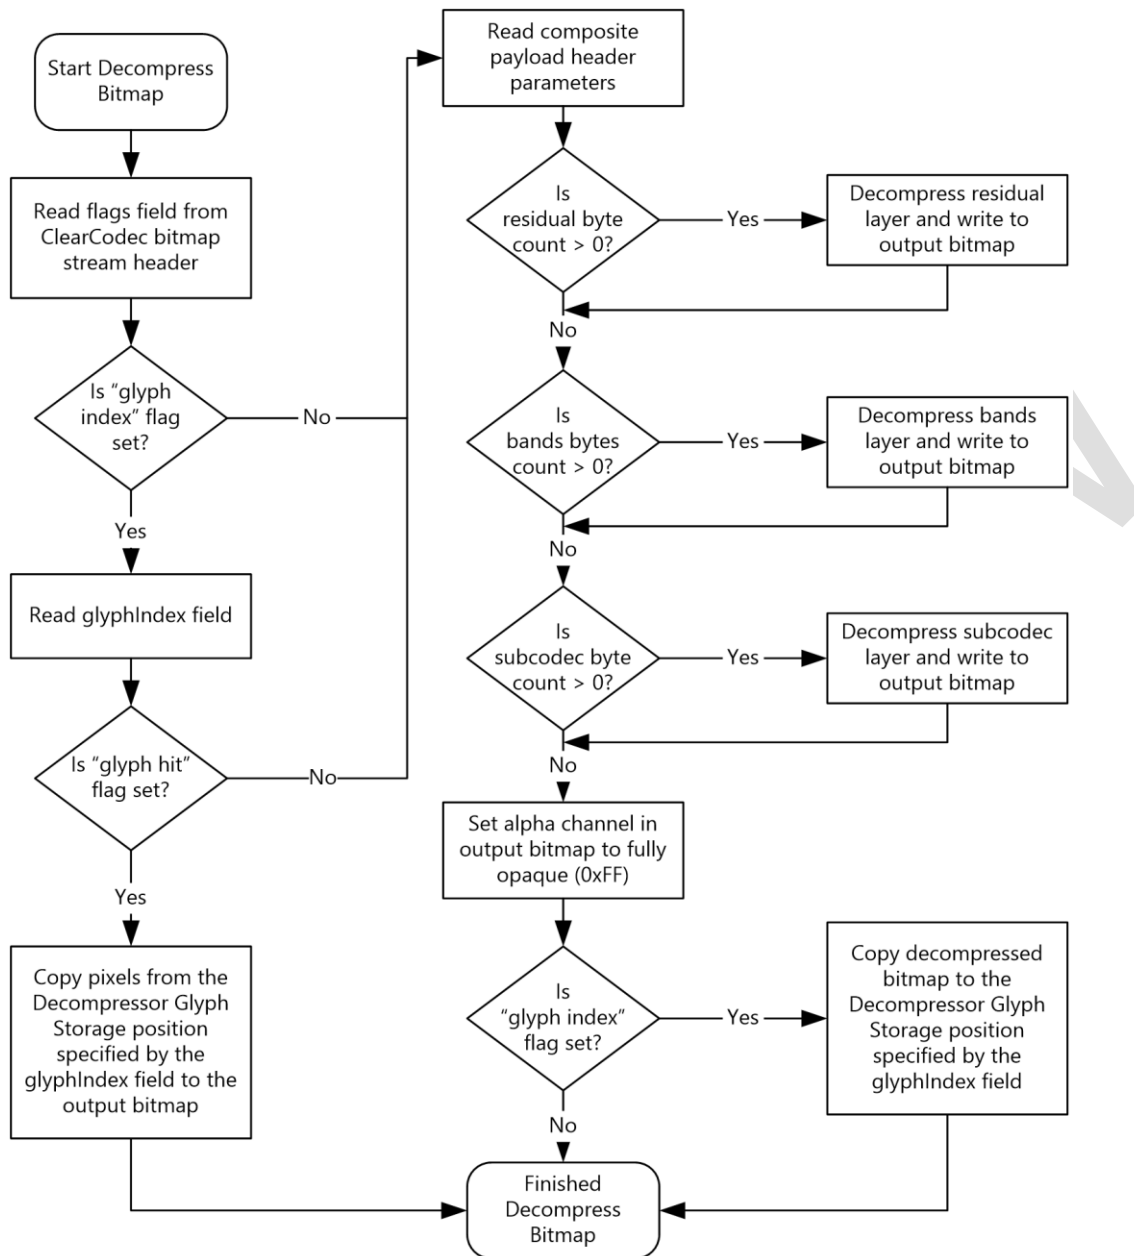 Start Decompress
Bitmap
Read flags field from
ClearCodec bitmap
stream header
Is “glyph
index” flag
set?
No
Yes
Read glyphIndex field
Is “glyph hit”
flag set?
No
Yes
Copy pixels from the
Decompressor Glyph
Storage position
specified by the
glyphIndex field to the
output bitmap
Read composite
payload header
parameters
Is
residual byte
count > 0?
Yes
Decompress residual
layer and write to
output bitmap
No
Is
bands bytes
count > 0?
Yes
Decompress bands
layer and write to
output bitmap
No
Is
subcodec byte
count > 0?
Yes
Decompress subcodec
layer and write to
output bitmap
No
Set alpha channel in
output bitmap to fully
opaque (0xFF)
Is
“glyph index”
flag set?
Yes
Copy decompressed
bitmap to the
Decompressor Glyph
Storage position
specified by the
glyphIndex field
No
Finished
Decompress
Bitmap